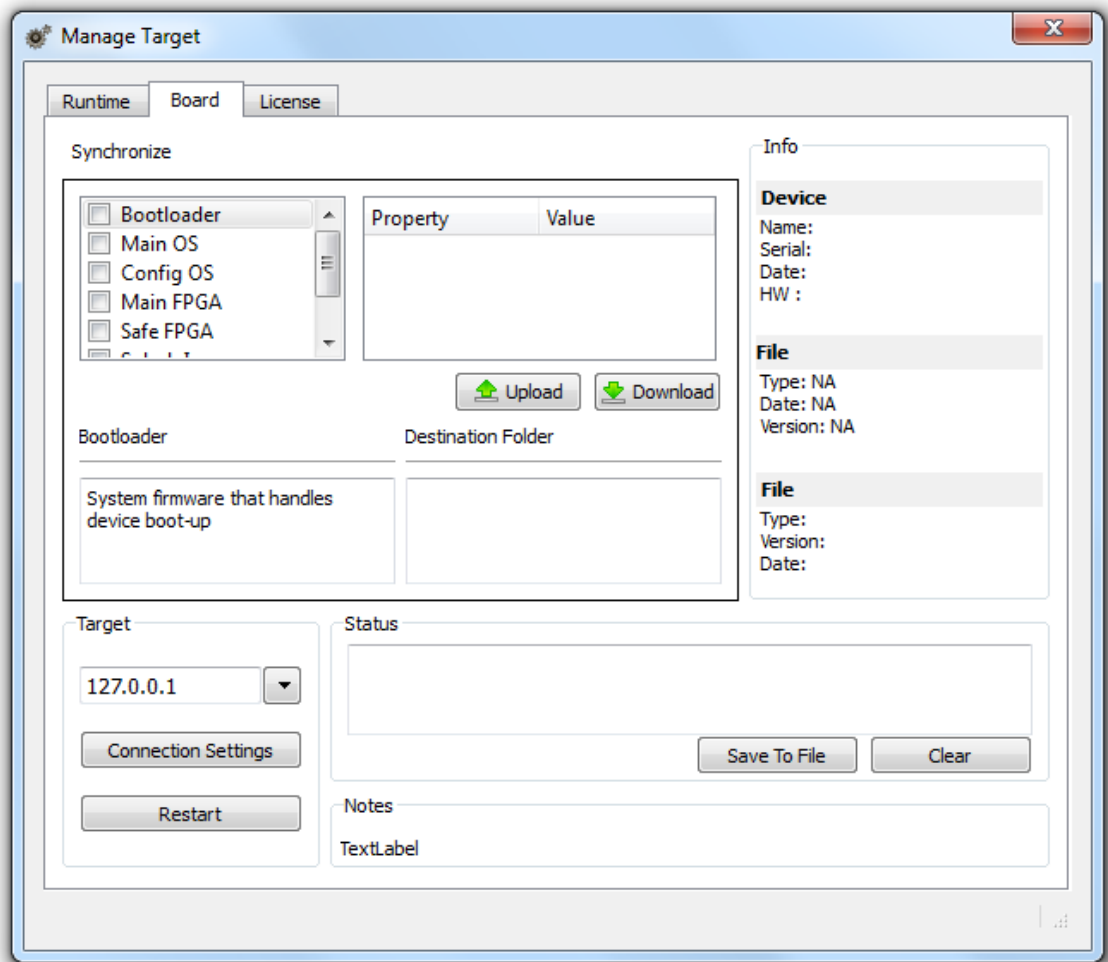 Manage Target
Runtime
Board
License
Synchronize
Bootloader
Main OS
Config OS
Main FPGA
Safe FPGA
Property
Value
Upload
Download
Bootloader
Destination Folder
System firmware that handles
device boot-up
Info
Device
Name:
Serial:
Date:
HW :
File
Type: NA
Date: NA
Version: NA
File
Type:
Version:
Date:
Target
127.0.0.1
Connection Settings
Restart
Status
Save To File
Clear
Notes
TextLabel